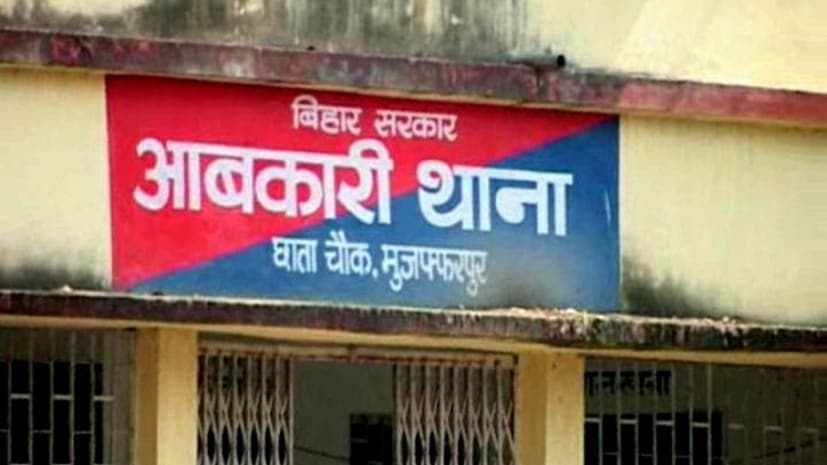 बिहार सरकार
आबकारी थाना
घाता चौक, मुजफ्फरपुर